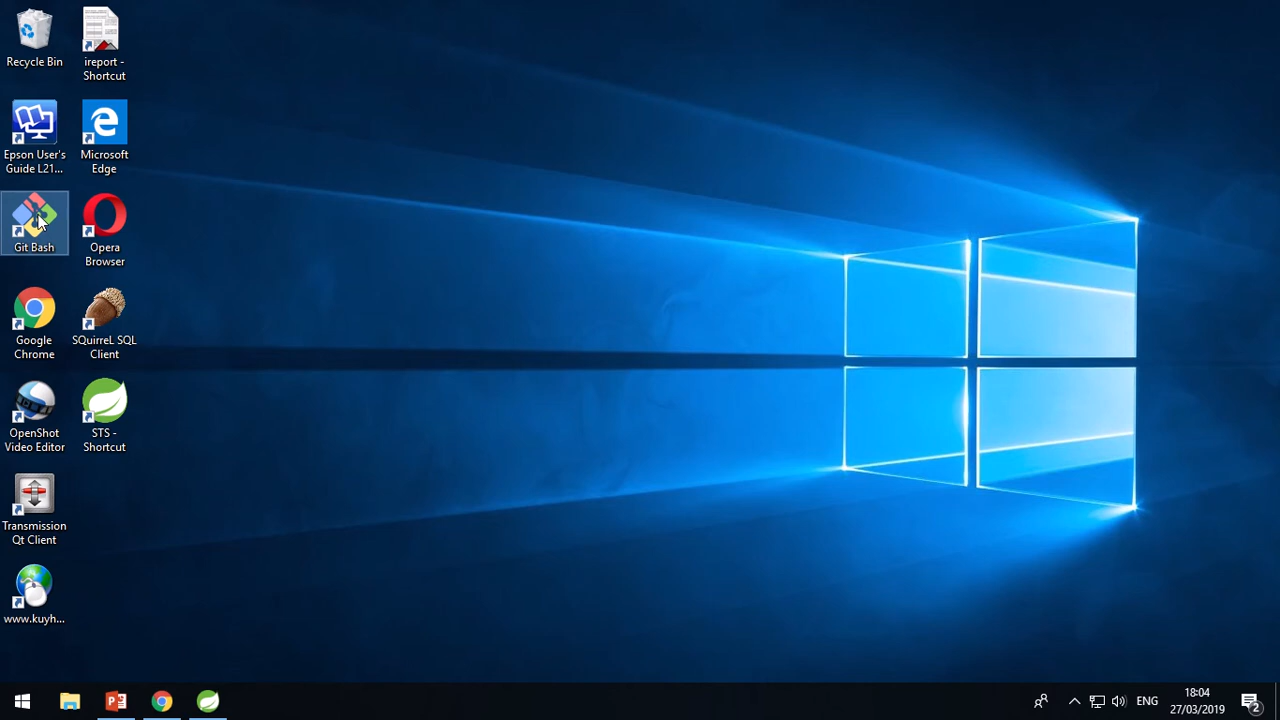 Recycle Bin
ireport -
Shortcut
Epson User's
Guide L21...
Microsoft
Edge
Git Bash
Opera
Browser
Google
Chrome
SQuirreL SQL
Client
OpenShot
Video Editor
STS -
Shortcut
Transmission
Qt Client
www.kuyh...
ENG
18:04
27/03/2019
2